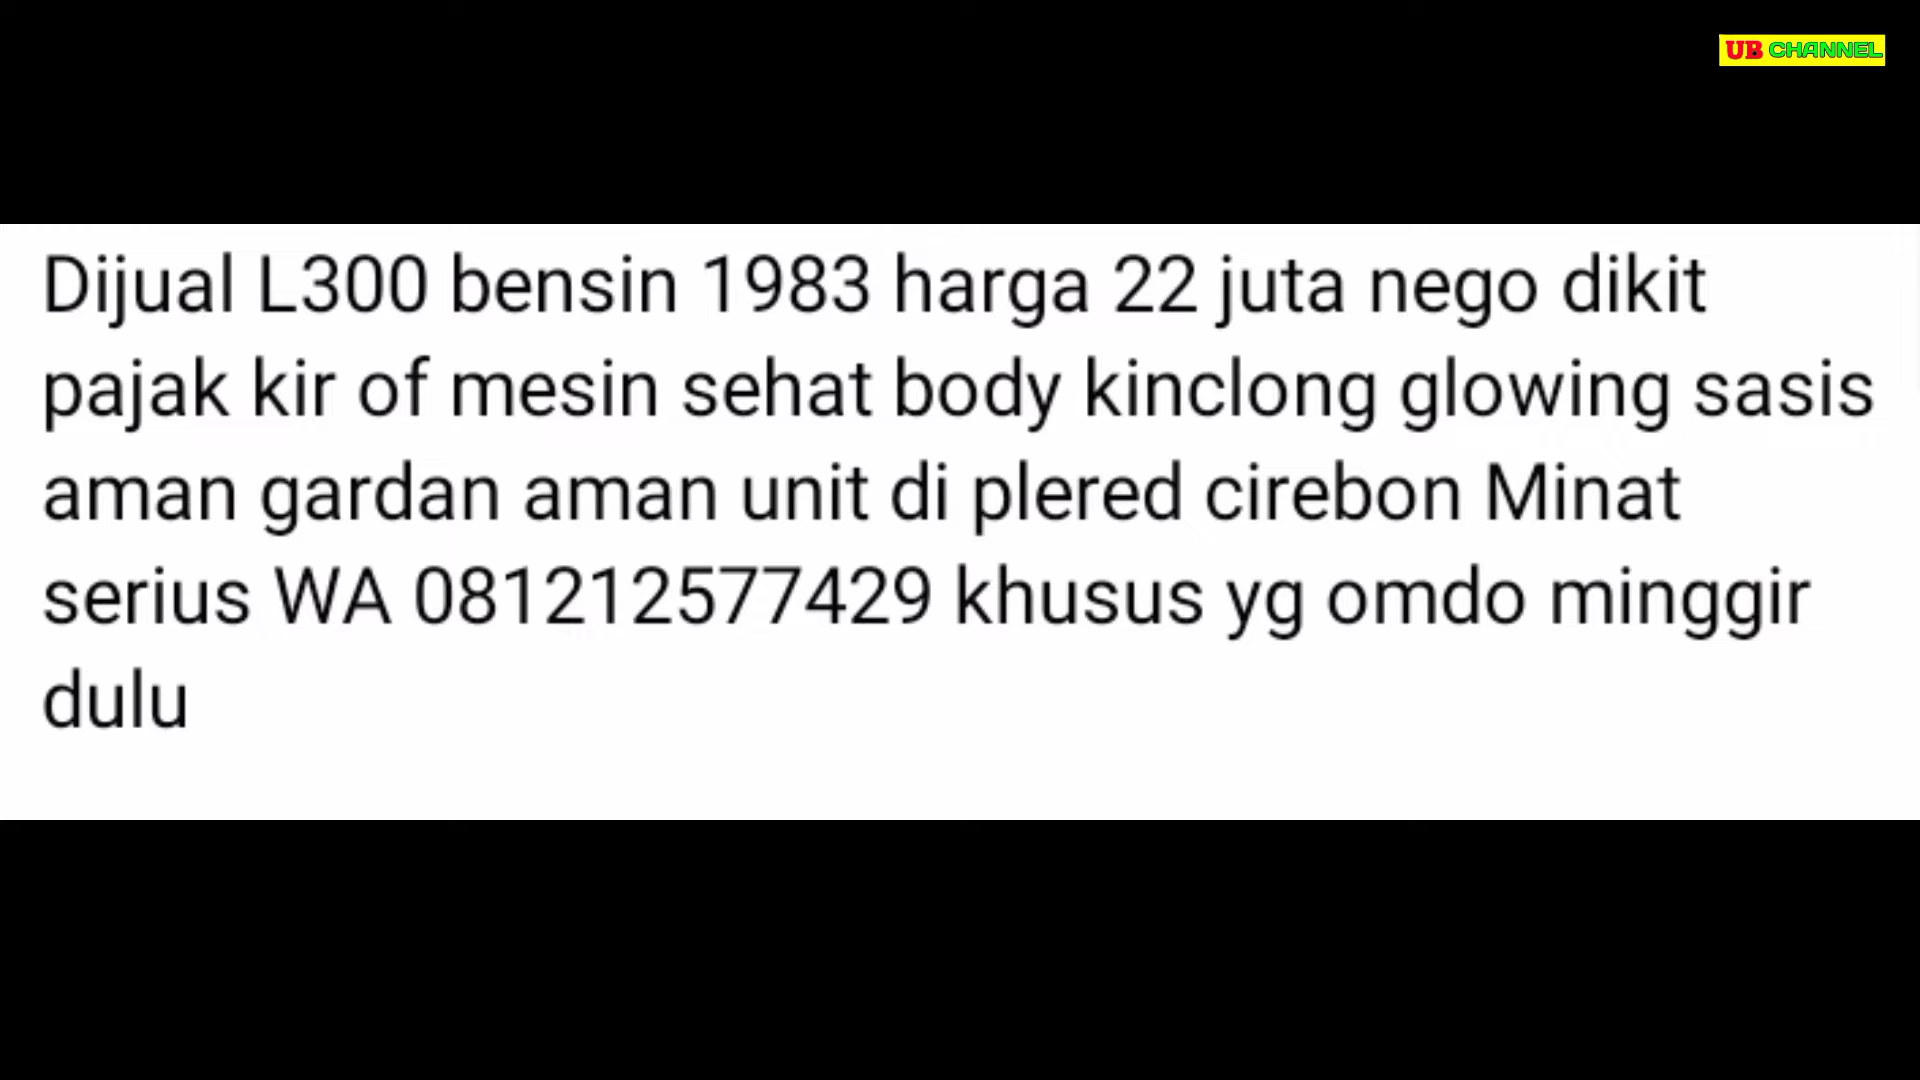 UB CHANNEL
Dijual L300 bensin 1983 harga 22 juta nego dikit
pajak kir of mesin sehat body kinclong glowing sasis
aman gardan aman unit di plered cirebon Minat
serius WA 081212577429 khusus yg omdo minggir
dulu